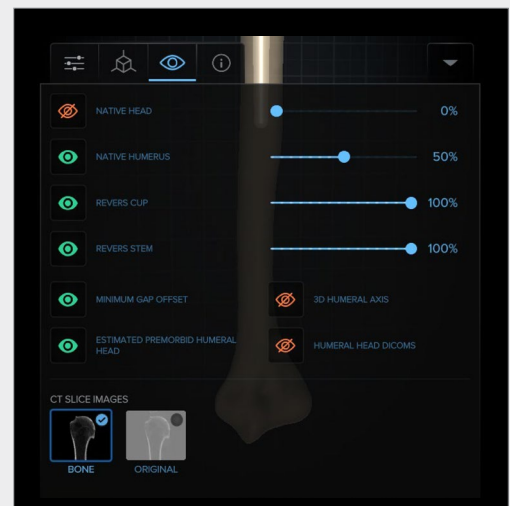 NATIVE HEAD
0%
NATIVE HUMERUS
50%
REVERS CUP
100%
REVERS STEM
100%
MINIMUM GAP OFFSET
3D HUMERAL AXIS
ESTIMATED PREMORBID HUMERAL
HEAD
HUMERAL HEAD DICOMS
CT SLICE IMAGES
BONE
ORIGINAL